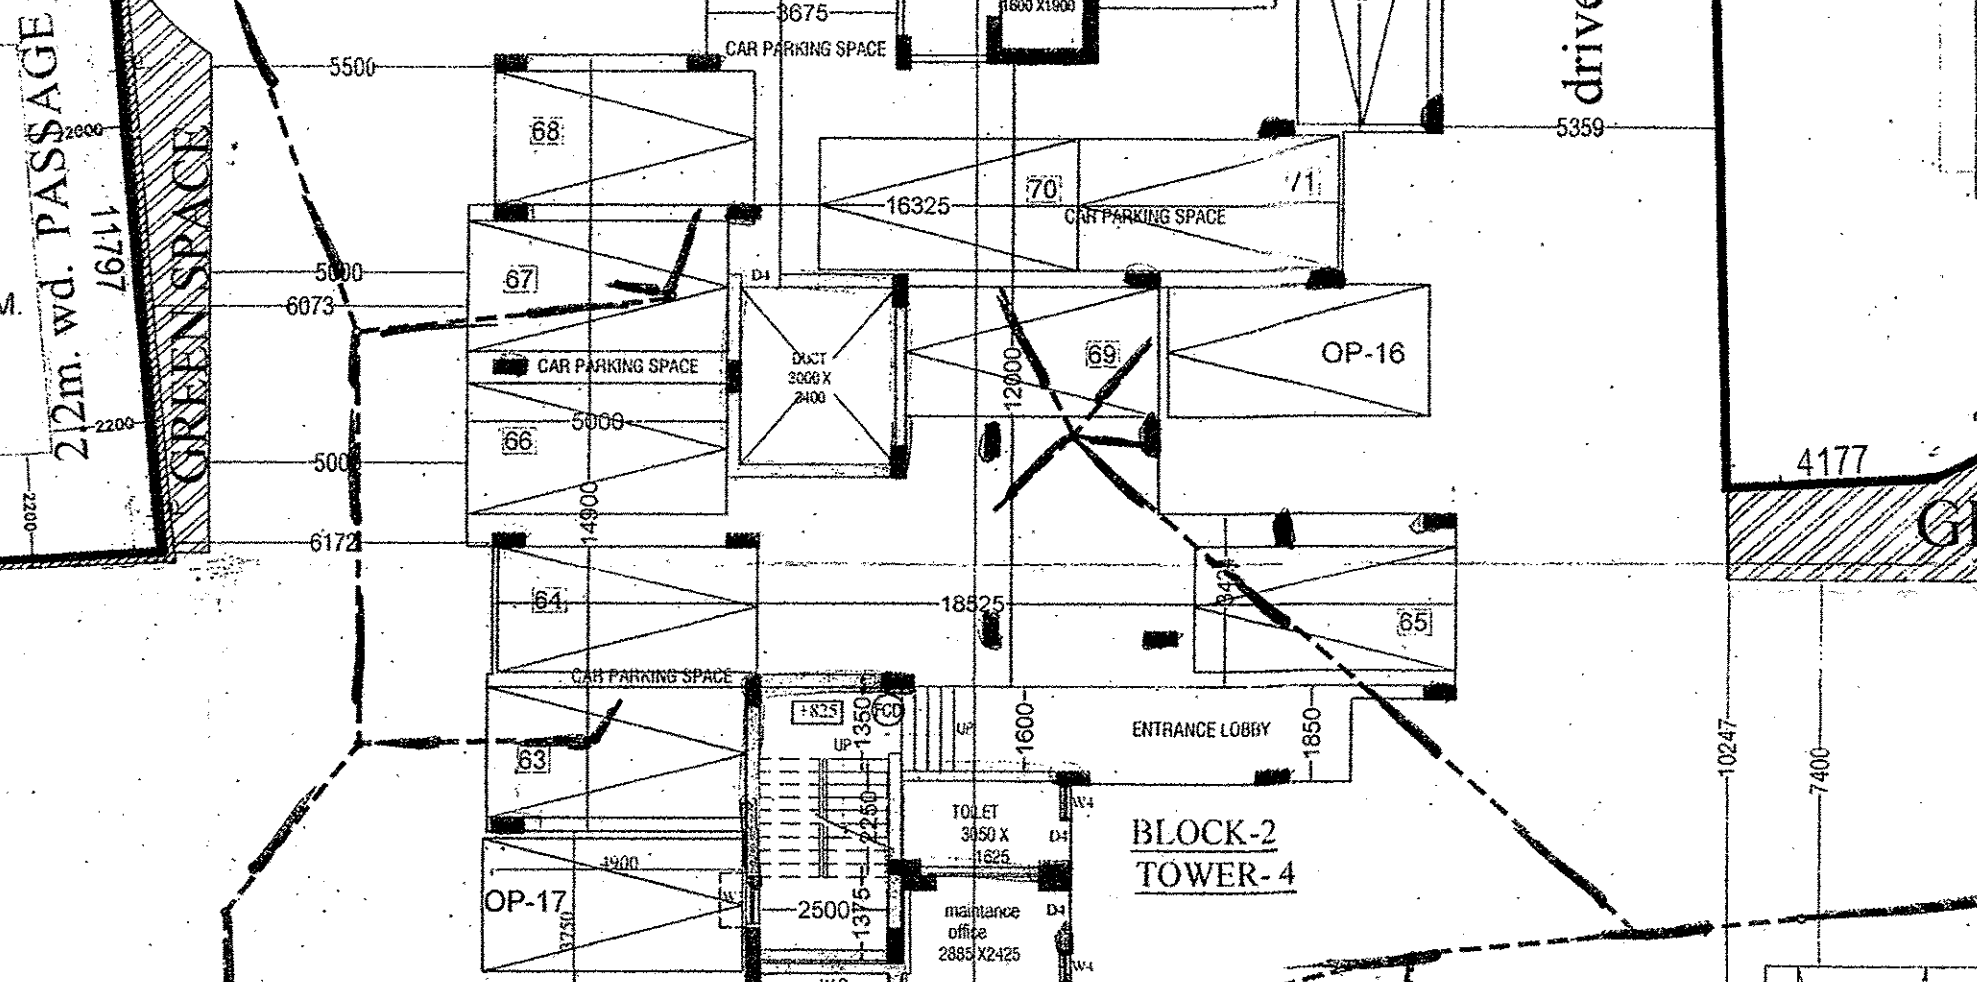 1600 X1900
3675
CAR PARKING SPACE
5500
drive
5359
68
2000
2.2m. wd. PASSAGE
11797
GREEN SPACE
70
71
16325
CAR PARKING SPACE
67
D4
5000
6073
M.
CAR PARKING SPACE
DUCT
3000 X
2400
12000
69
OP-16
5000
66
2200
500
2200
14900
4177
6172
64
18525
65
CAR PARKING SPACE
+825
FCD
1350
UP
UP
1600
ENTRANCE LOBBY
1850
10247
7400
63
TOILET
3050 X
1625
W4
D4
2250
BLOCK-2
TOWER- 4
4900
OP-17
3750
2500
1375
maintance
office
2885 X2425
D4
W4